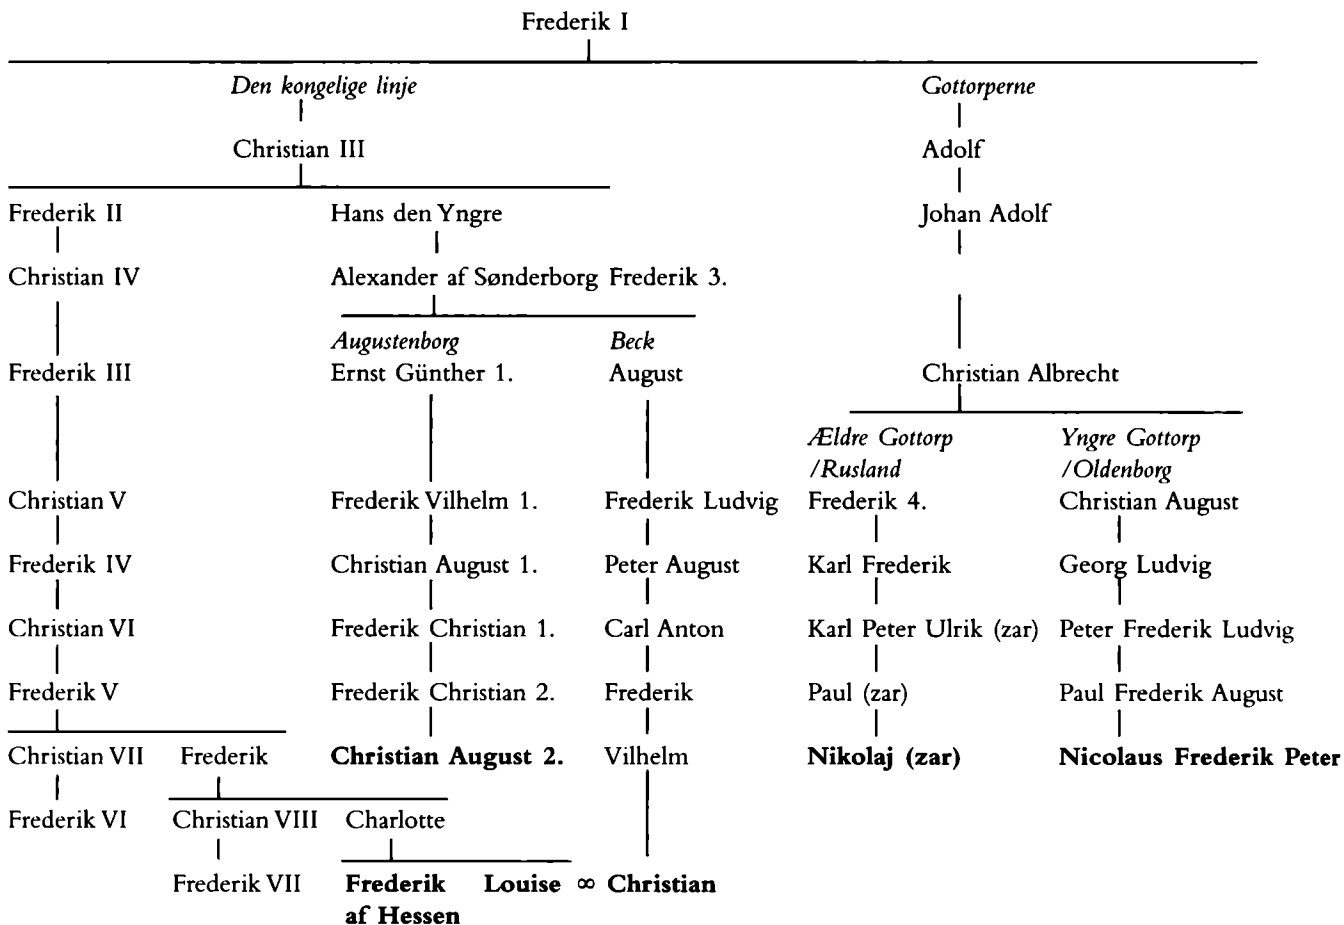 Frederik I
Den kongelige linje Gottorperne
Christian III Adolf
Frederik II Hans den Yngre Johan Adolf
Christian IV Alexander af Sønderborg Frederik 3.
Augustenborg Beck
Frederik III Ernst Günther 1. August Christian Albrecht
Ældre Gottorp Yngre Gottorp
/Rusland /Oldenborg
Christian V Frederik Vilhelm 1. Frederik Ludvig Frederik 4. Christian August
Frederik IV Christian August 1. Peter August Karl Frederik Georg Ludvig
Christian VI Frederik Christian 1. Carl Anton Karl Peter Ulrik (zar) Peter Frederik Ludvig
Frederik V Frederik Christian 2. Frederik Paul (zar) Paul Frederik August
Christian VII Frederik Christian August 2. Vilhelm Nikolaj (zar) Nicolaus Frederik Peter
Frederik VI Christian VIII Charlotte
Frederik VII Frederik Louise ∞ Christian
af Hessen